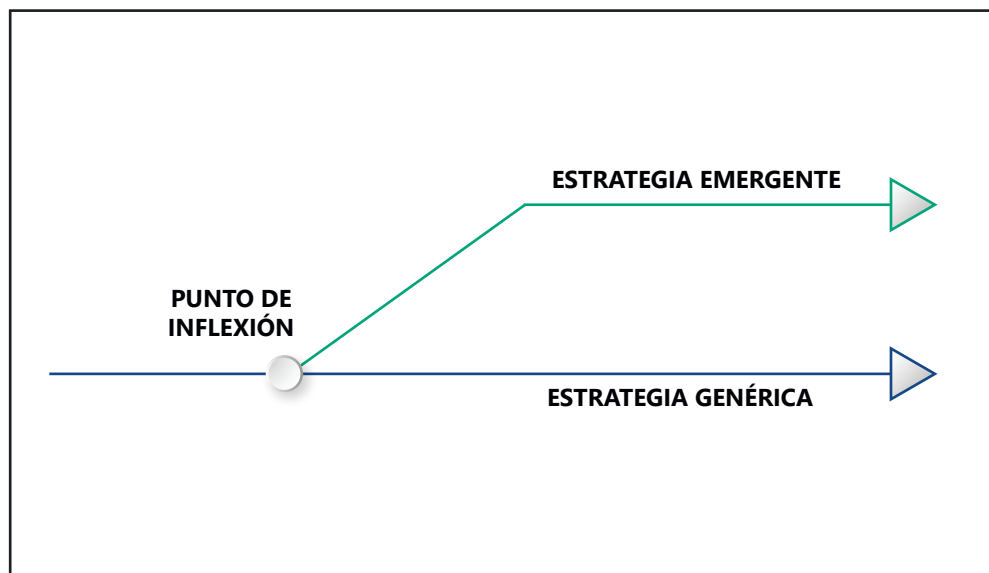 ESTRATEGIA EMERGENTE
PUNTO DE
INFLEXIÓN
ESTRATEGIA GENÉRICA